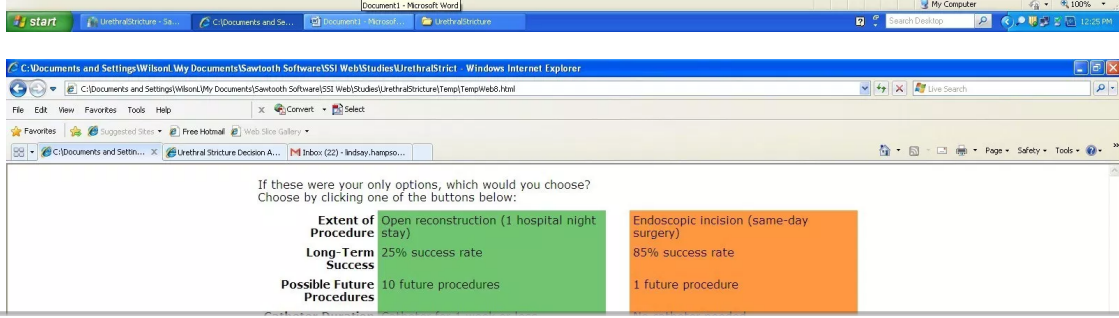 Document1 - Microsoft Word
My Computer
100%
start
UrethralStricture - Sa...
C:\Documents and Se...
Document1 - Microsof...
UrethralStricture
Search Desktop
12:25 PM
C:\Documents and Settings\WilsonL\My Documents\Sawtooth Software\SSI Web\Studies\UrethralStrict - Windows Internet Explorer
C:\Documents and Settings\WilsonL\My Documents\Sawtooth Software\SSI Web\Studies\UrethralStricture\Temp\TempWeb8.html
Live Search
File Edit View Favorites Tools Help
Convert
Select
Favorites
Suggested Sites
Free Hotmail
Web Slice Gallery
C:\Documents and Settin...
Urethral Stricture Decision A...
Inbox (22) - lindsay.hampso...
Page
Safety
Tools
If these were your only options, which would you choose?
Choose by clicking one of the buttons below:
Extent of Procedure
Open reconstruction (1 hospital night stay)
Endoscopic incision (same-day surgery)
Long-Term Success
25% success rate
85% success rate
Possible Future Procedures
10 future procedures
1 future procedure